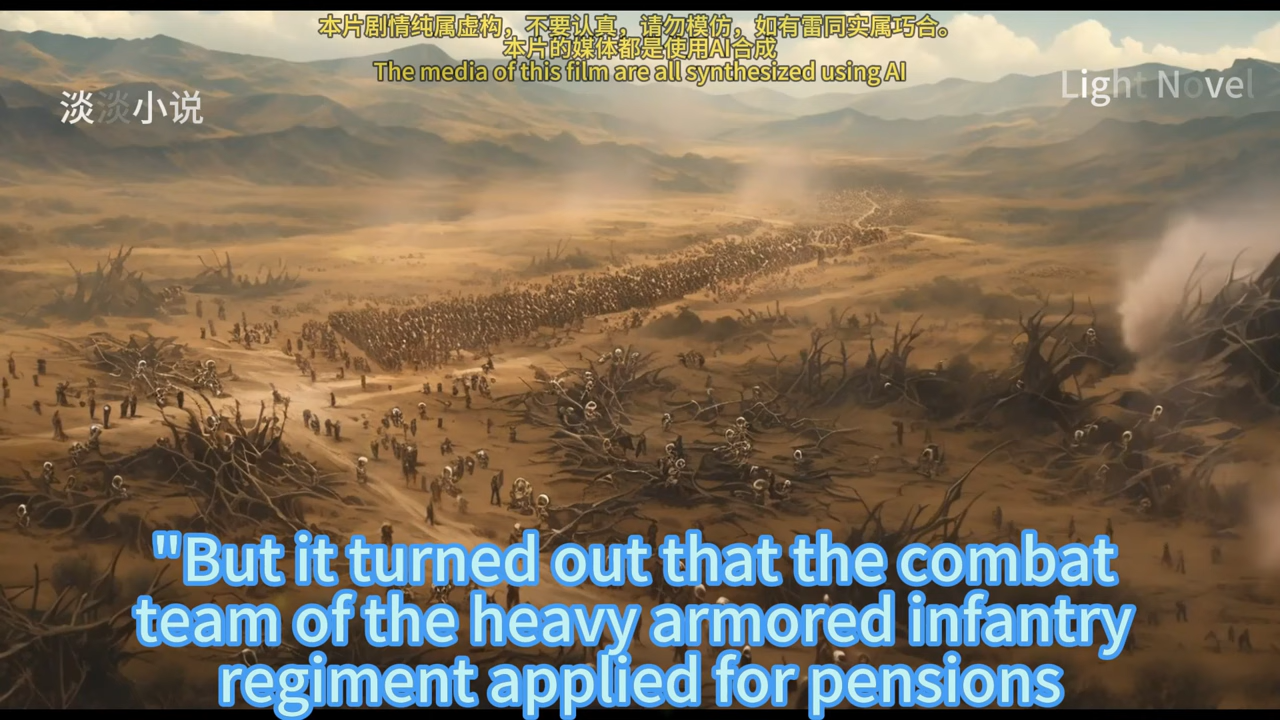 本片剧情纯属虚构，不要认真，请勿模仿，如有雷同实属巧合。
本片的媒体都是使用AI合成
The media of this film are all synthesized using AI
Light Novel
淡淡小说
"But it turned out that the combat
team of the heavy armored infantry
regiment applied for pensions